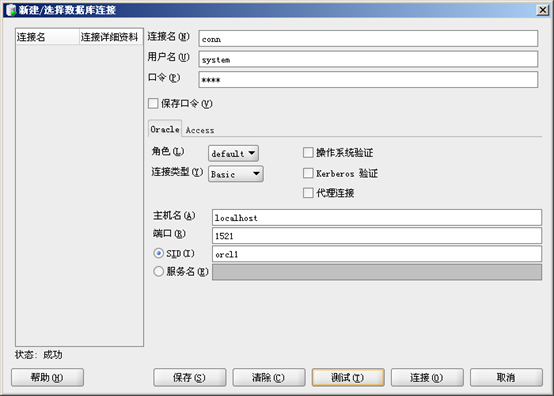 新建/选择数据库连接
连接名 连接详细资料
连接名(N) conn
用户名(U) system
口令(P) ****
保存口令(V)
Oracle Access
角色(L) default 操作系统验证
连接类型(Y) Basic Kerberos 验证
代理连接
主机名(A) localhost
端口(R) 1521
SID(I) orcl1
服务名(E)
状态: 成功
帮助(H) 保存(S) 清除(C) 测试(T) 连接(O) 取消